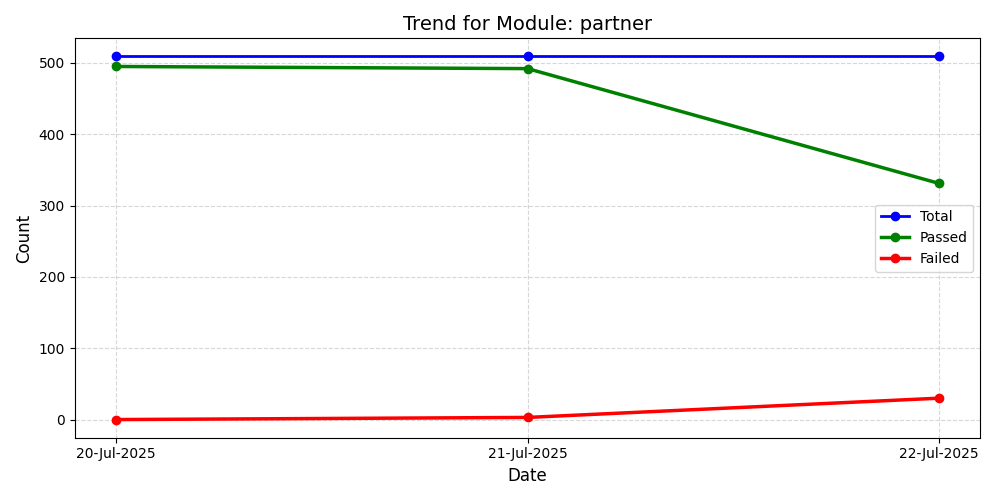 Trend for Module: partner
500
400
300
200
100
0
Count
Total
Passed
Failed
20-Jul-2025
21-Jul-2025
22-Jul-2025
Date